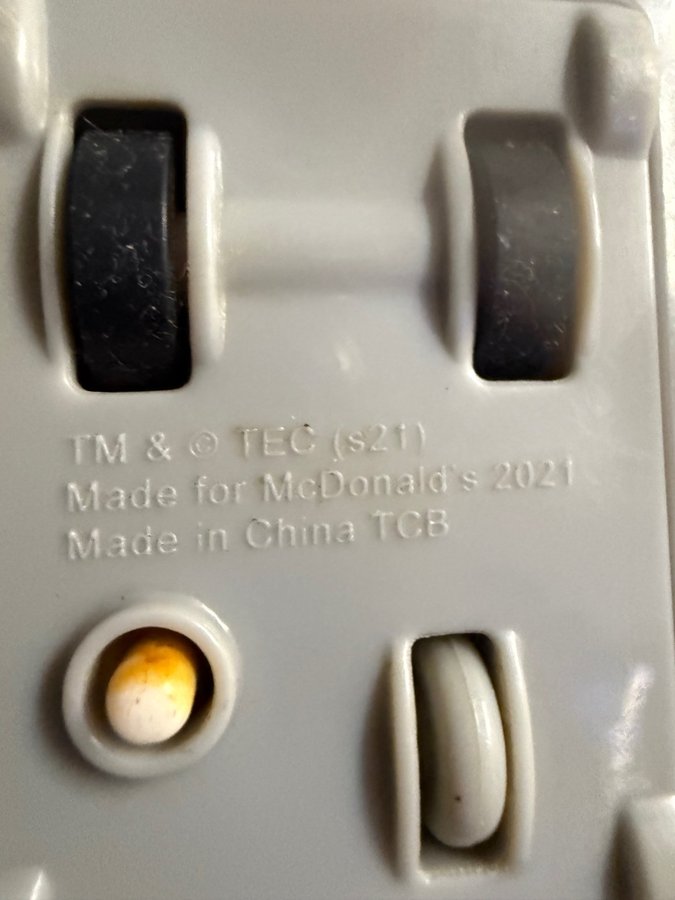 TM & © TEC (s21)
Made for McDonald's 2021
Made in China TCB